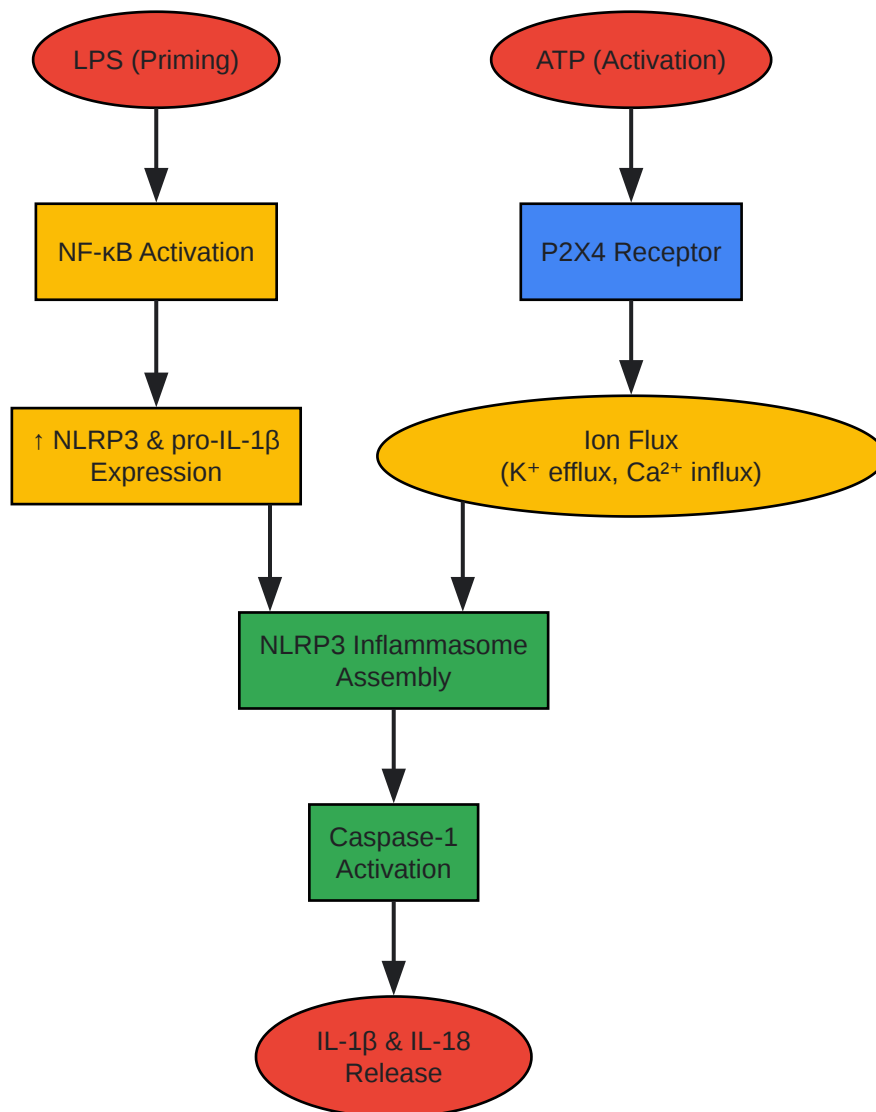 LPS (Priming)
ATP (Activation)
NF-κB Activation
P2X4 Receptor
↑ NLRP3 & pro-IL-1β
Expression
Ion Flux
(K⁺ efflux, Ca²⁺ influx)
NLRP3 Inflammasome
Assembly
Caspase-1
Activation
IL-1β & IL-18
Release